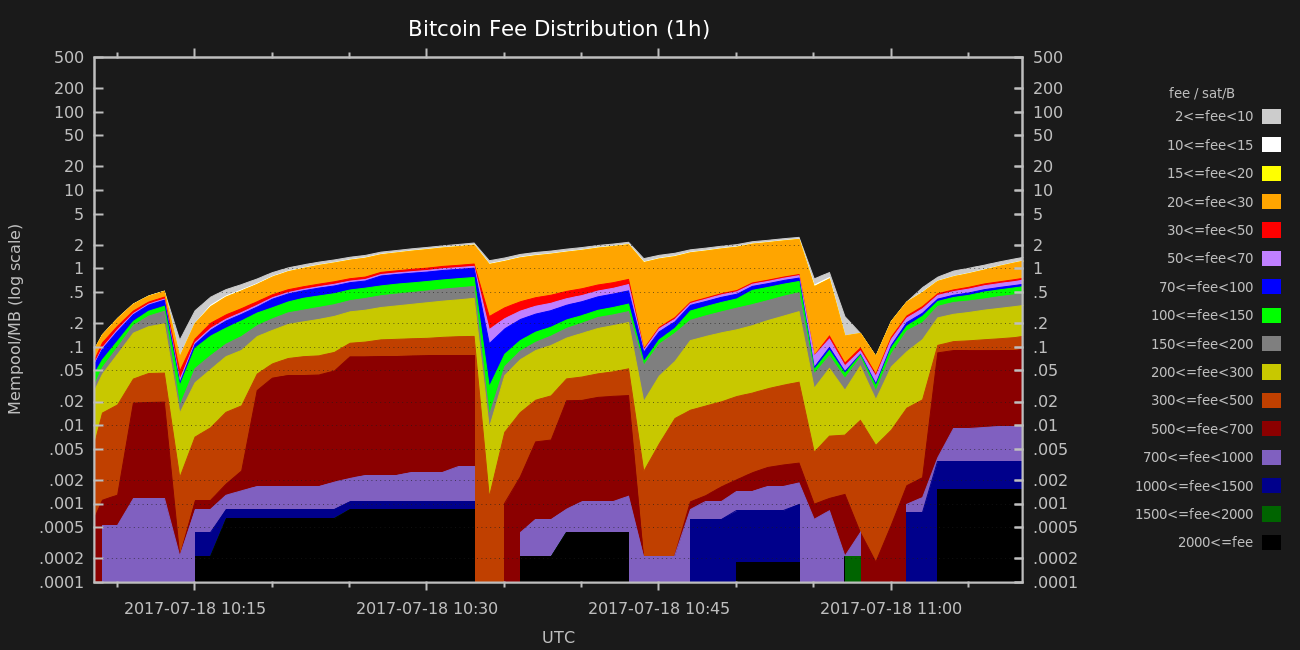 Bitcoin Fee Distribution (1h)
500 500
200 200
100 100
50 50
20 20
10 10
5 5
2 2
1 1
.5 .5
.2 .2
.1 .1
.05 .05
.02 .02
.01 .01
.005 .005
.002 .002
.001 .001
.0005 .0005
.0002 .0002
.0001 .0001
Mempool/MB (log scale)
2017-07-18 10:15 2017-07-18 10:30 2017-07-18 10:45 2017-07-18 11:00
UTC
fee / sat/B
2<=fee<10
10<=fee<15
15<=fee<20
20<=fee<30
30<=fee<50
50<=fee<70
70<=fee<100
100<=fee<150
150<=fee<200
200<=fee<300
300<=fee<500
500<=fee<700
700<=fee<1000
1000<=fee<1500
1500<=fee<2000
2000<=fee